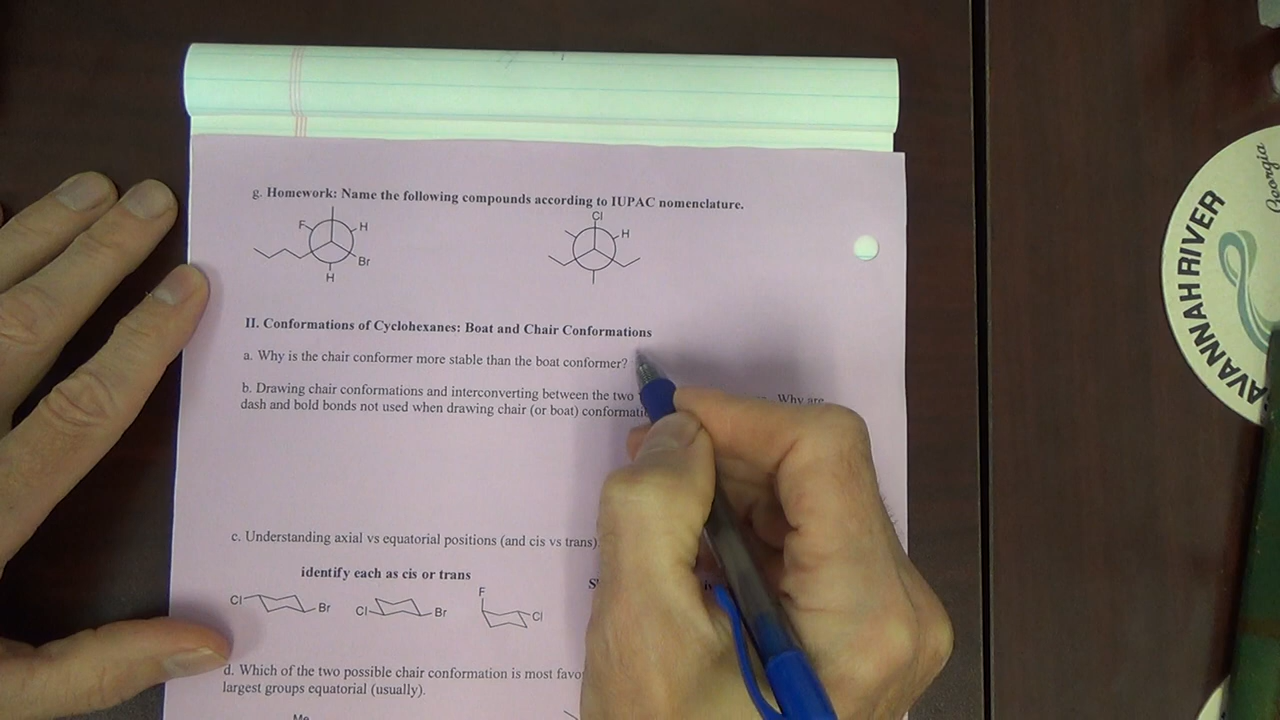 g. Homework: Name the following compounds according to IUPAC nomenclature.
F
H
Br
H
Cl
H
II. Conformations of Cyclohexanes: Boat and Chair Conformations
a. Why is the chair conformer more stable than the boat conformer?
b. Drawing chair conformations and interconverting between the two Why are
dash and bold bonds not used when drawing chair (or boat)
c. Understanding axial vs equatorial positions (and cis vs trans)
identify each as cis or trans
Cl
Br
Cl
Br
F
Cl
d. Which of the two possible chair conformation is most
largest groups equatorial (usually).
Me
Georgia
AVANNAH RIVER